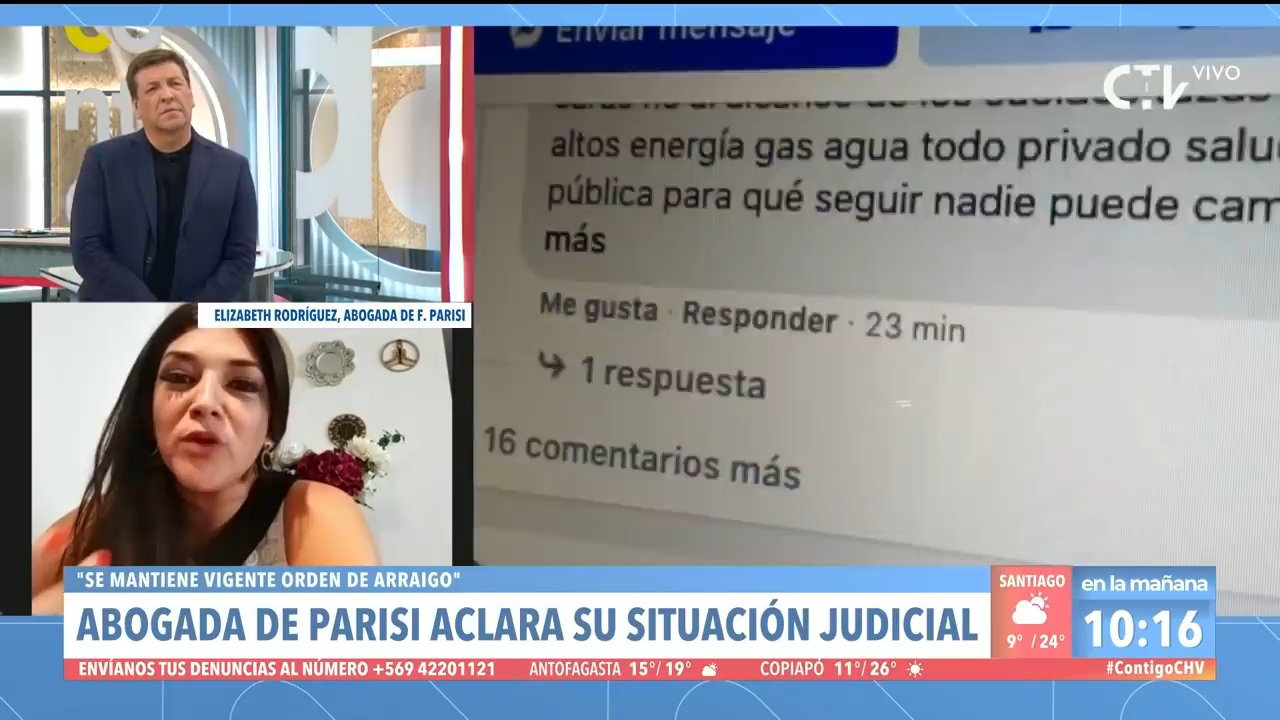 Enviar mensaje
VIVO
altos energía gas agua todo privado
pública para qué seguir nadie puede
más
Me gusta · Responder · 23 min
1 respuesta
16 comentarios más
ELIZABETH RODRÍGUEZ, ABOGADA DE F. PARISI
"SE MANTIENE VIGENTE ORDEN DE ARRAIGO"
ABOGADA DE PARISI ACLARA SU SITUACIÓN JUDICIAL
SANTIAGO
9° / 24°
en la mañana
10:16
ENVÍANOS TUS DENUNCIAS AL NÚMERO +569 42201121 ANTOFAGASTA 15°/19° COPIAPÓ 11°/26°
#ContigoCHV